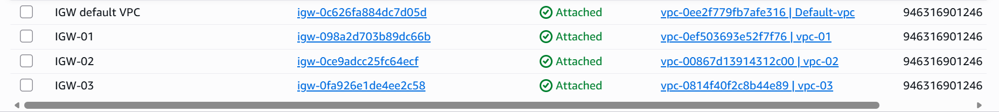 IGW default VPC igw-0c626fa884dc7d05d Attached vpc-0ee2f779fb7afe316 | Default-vpc 946316901246
IGW-01 igw-098a2d703b89dc66b Attached vpc-0ef503693e52f7f76 | vpc-01 946316901246
IGW-02 igw-0ce9adcc25fc64ecf Attached vpc-00867d13914312c00 | vpc-02 946316901246
IGW-03 igw-0fa926e1de4ee2c58 Attached vpc-0814f40f2c8b44e89 | vpc-03 946316901246